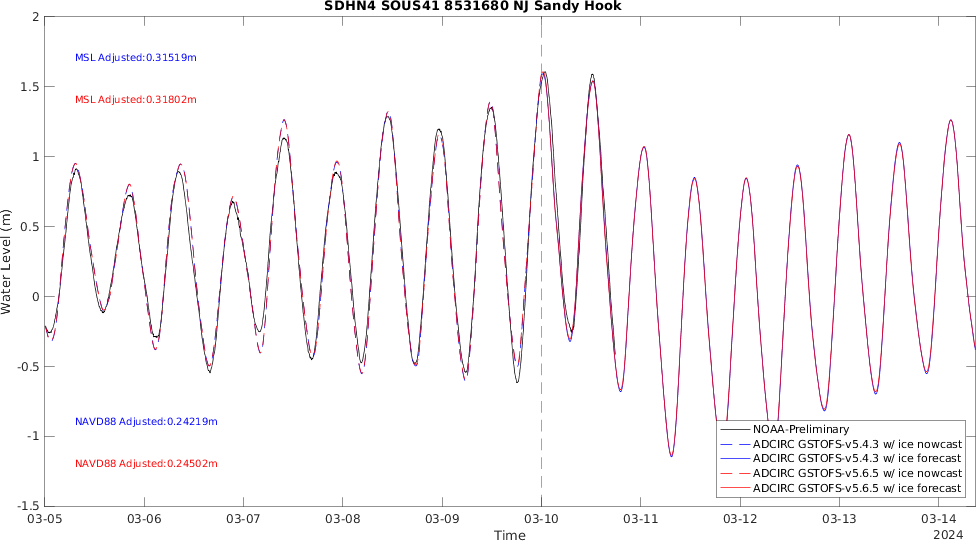 SDHN4 SOUS41 8531680 NJ Sandy Hook
2
1.5
1
0.5
0
-0.5
-1
-1.5
Water Level (m)
MSL Adjusted:0.31519m
MSL Adjusted:0.31802m
NAVD88 Adjusted:0.24219m
NAVD88 Adjusted:0.24502m
NOAA-Preliminary
ADCIRC GSTOFS-v5.4.3 w/ ice nowcast
ADCIRC GSTOFS-v5.4.3 w/ ice forecast
ADCIRC GSTOFS-v5.6.5 w/ ice nowcast
ADCIRC GSTOFS-v5.6.5 w/ ice forecast
03-05 03-06 03-07 03-08 03-09 03-10 03-11 03-12 03-13 03-14
Time
2024